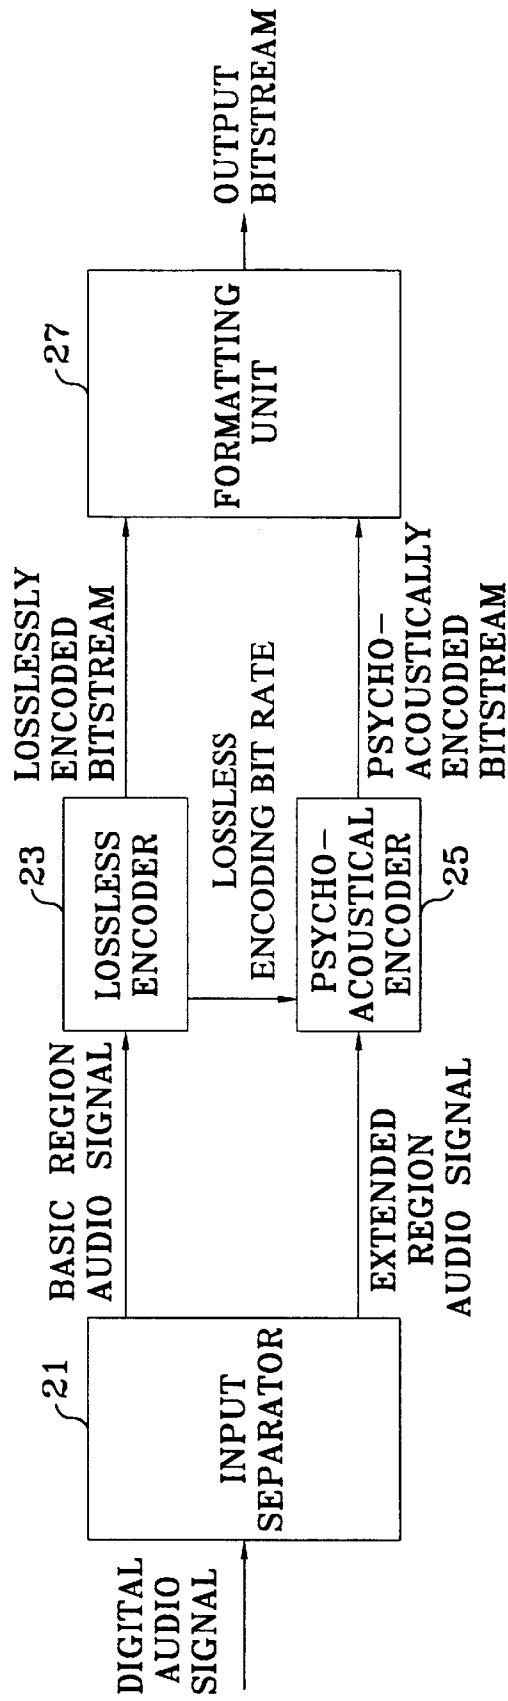 DIGITAL
AUDIO
SIGNAL
21
INPUT
SEPARATOR
BASIC REGION
AUDIO SIGNAL
EXTENDED
REGION
AUDIO SIGNAL
23
LOSSLESS
ENCODER
LOSSLESS
ENCODING BIT RATE
PSYCHO-
ACOUSTICAL
ENCODER
25
LOSSLESSLY
ENCODED
BITSTREAM
PSYCHO-
ACOUSTICALLY
ENCODED
BITSTREAM
27
FORMATTING
UNIT
OUTPUT
BITSTREAM